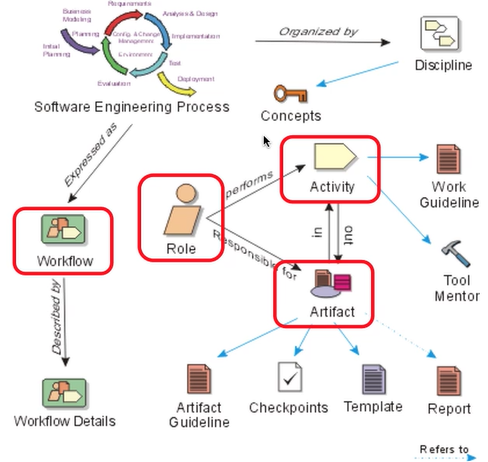 Requirements
Business
Modeling
Analysis & Design
Planning
Config. & Change
Management
Implementation
Initial
Planning
Environment
Test
Evaluation
Deployment
Software Engineering Process
Organized by
Discipline
Concepts
Expressed as
performs
Activity
Work
Guideline
Role
Responsible for
in
out
Workflow
Tool
Mentor
Artifact
Described by
Workflow Details
Artifact
Guideline
Checkpoints
Template
Report
Refers to